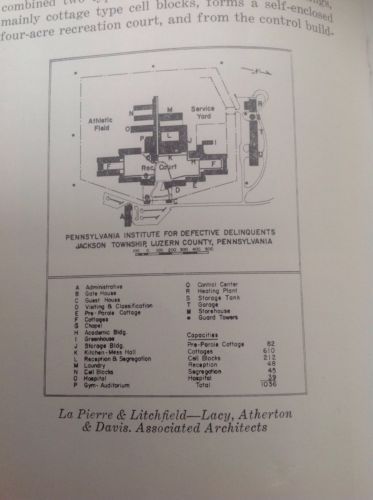 combined two
mainly cottage type cell blocks, forms a self-enclosed
four-acre recreation court, and from the control build-
Athletic
Field
Service
Yard
Rec. Court
PENNSYLVANIA INSTITUTE FOR DEFECTIVE DELINQUENTS
JACKSON TOWNSHIP, LUZERN COUNTY, PENNSYLVANIA
A Administrative
B Gate House
C Guest House
D Visiting & Classification
E Pre-Parole Cottage
F Cottages
G Chapel
H Academic Bldg.
I Greenhouse
J Storage Bldg.
K Kitchen-Mess Hall
L Reception & Segregation
M Laundry
N Cell Blocks
O Hospital
P Gym-Auditorium
Q Control Center
R Heating Plant
S Storage Tank
T Garage
M Storehouse
* Guard Towers
Capacities
Pre-Parole Cottage 82
Cottages 610
Cell Blocks 212
Reception 48
Segregation 45
Hospital 39
Total 1036
La Pierre & Litchfield—Lacy, Atherton
& Davis. Associated Architects